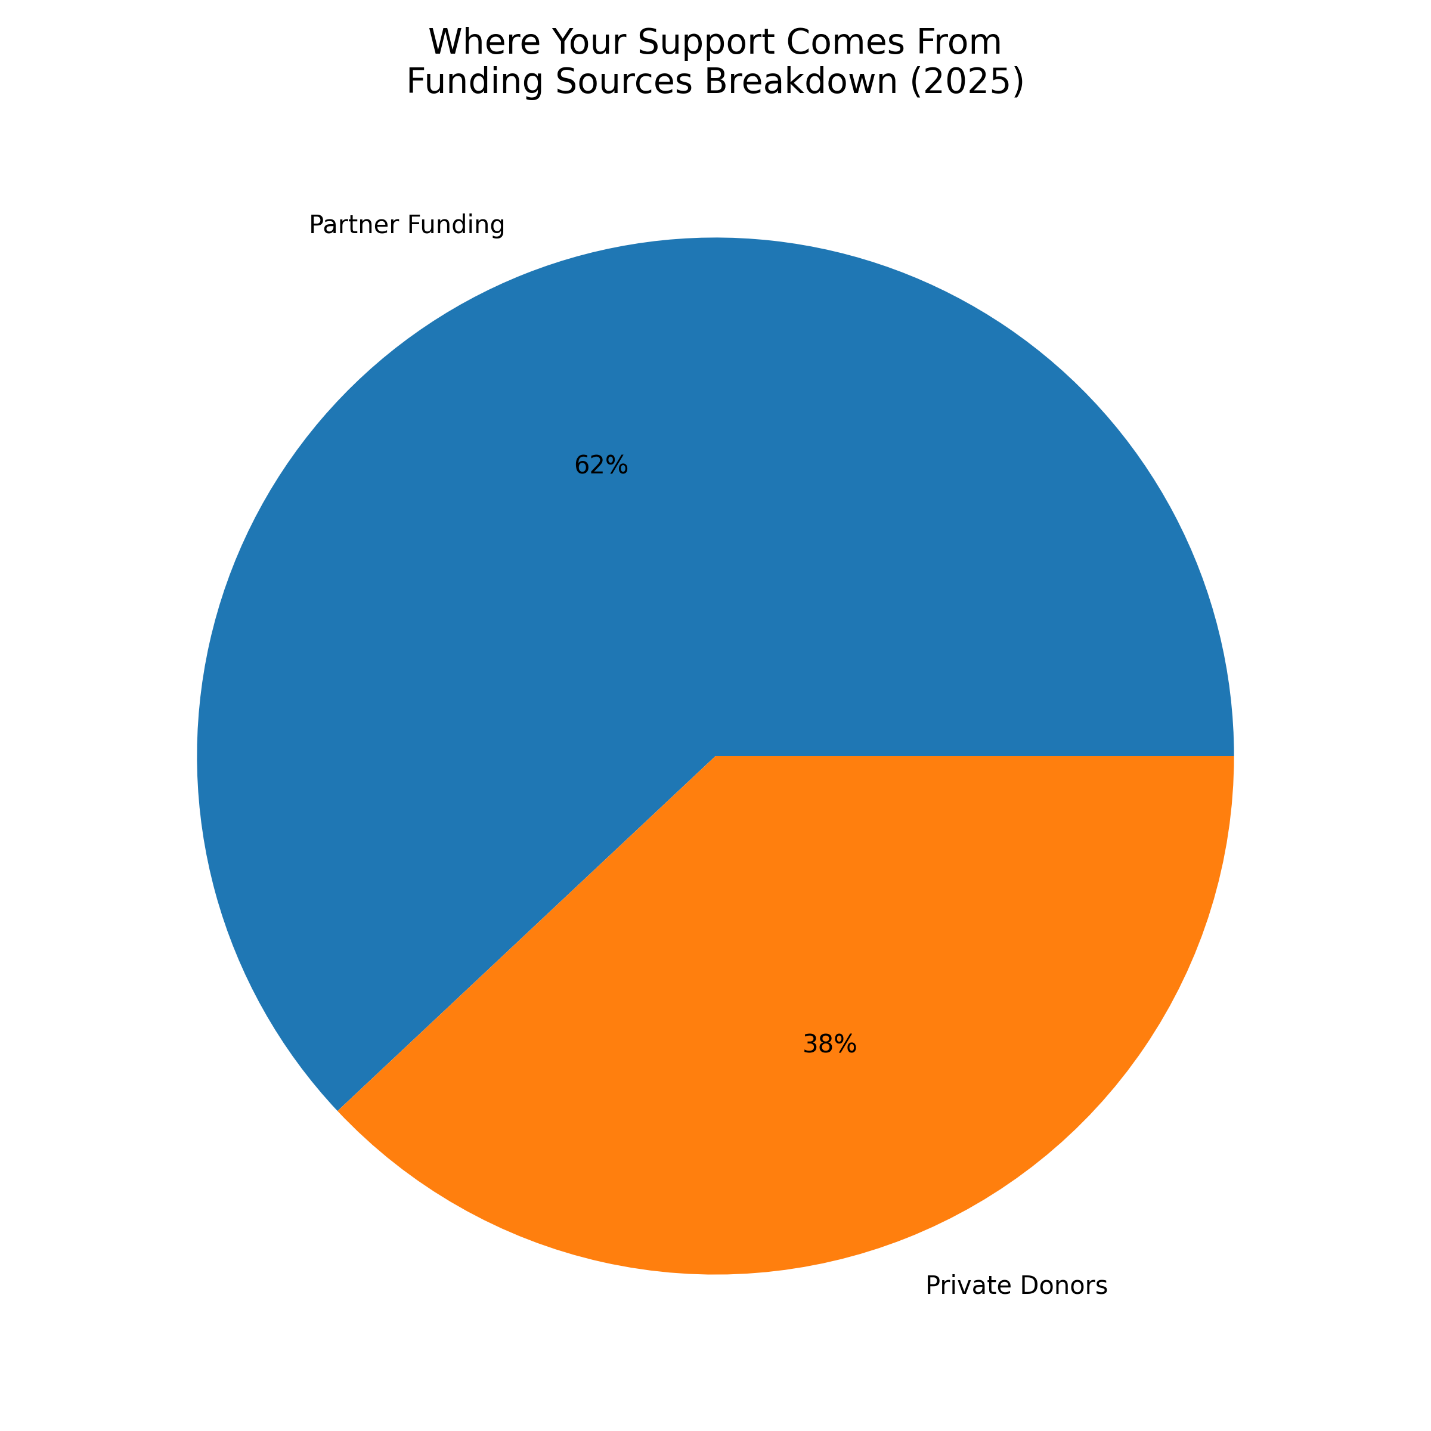 Where Your Support Comes From
Funding Sources Breakdown (2025)
Partner Funding
62%
38%
Private Donors